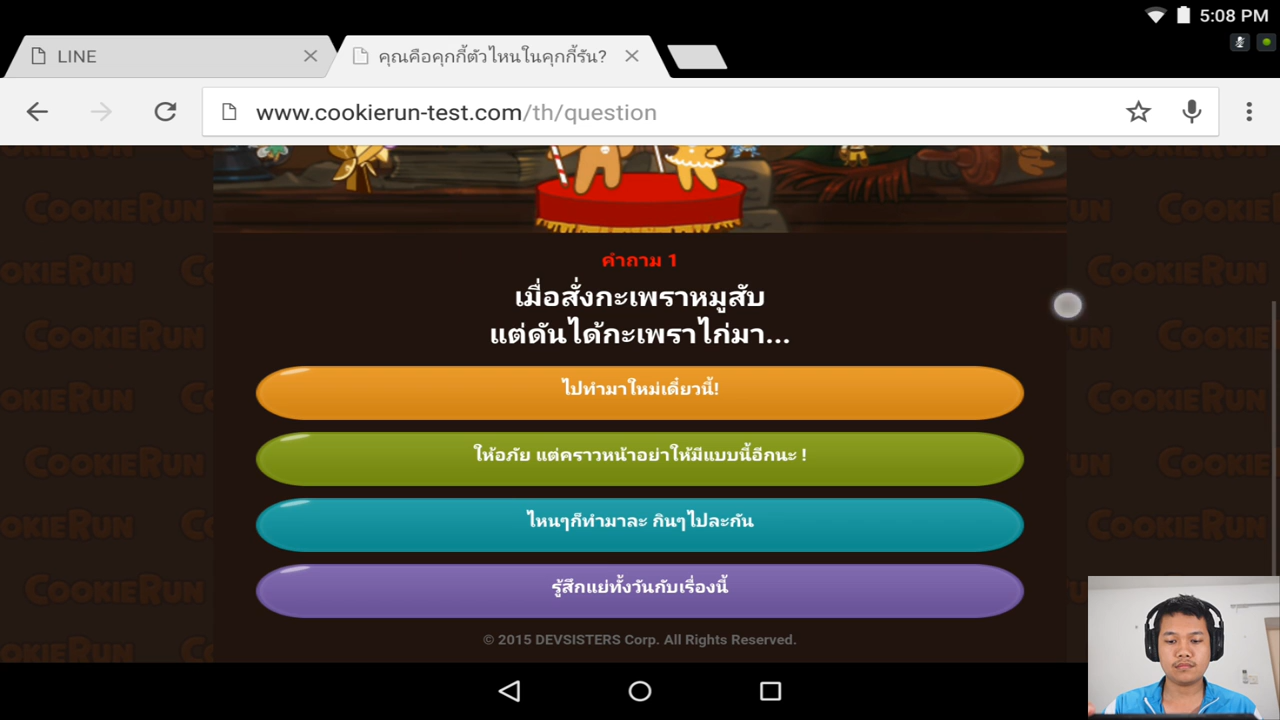 5:08 PM
LINE
คุณคือคุกกี้ตัวไหนในคุกกี้รัน?
www.cookierun-test.com/th/question
COOKIERUN
คำถาม 1
เมื่อสั่งกะเพราหมูสับ
แต่ดันได้กะเพราไก่มา...
ไปทำมาใหม่เดี๋ยวนี้!
ให้อภัย แต่คราวหน้าอย่าให้มีแบบนี้อีกนะ !
ไหนๆก็ทำมาละ กินๆไปละกัน
รู้สึกแย่ทั้งวันกับเรื่องนี้
© 2015 DEVSISTERS Corp. All Rights Reserved.